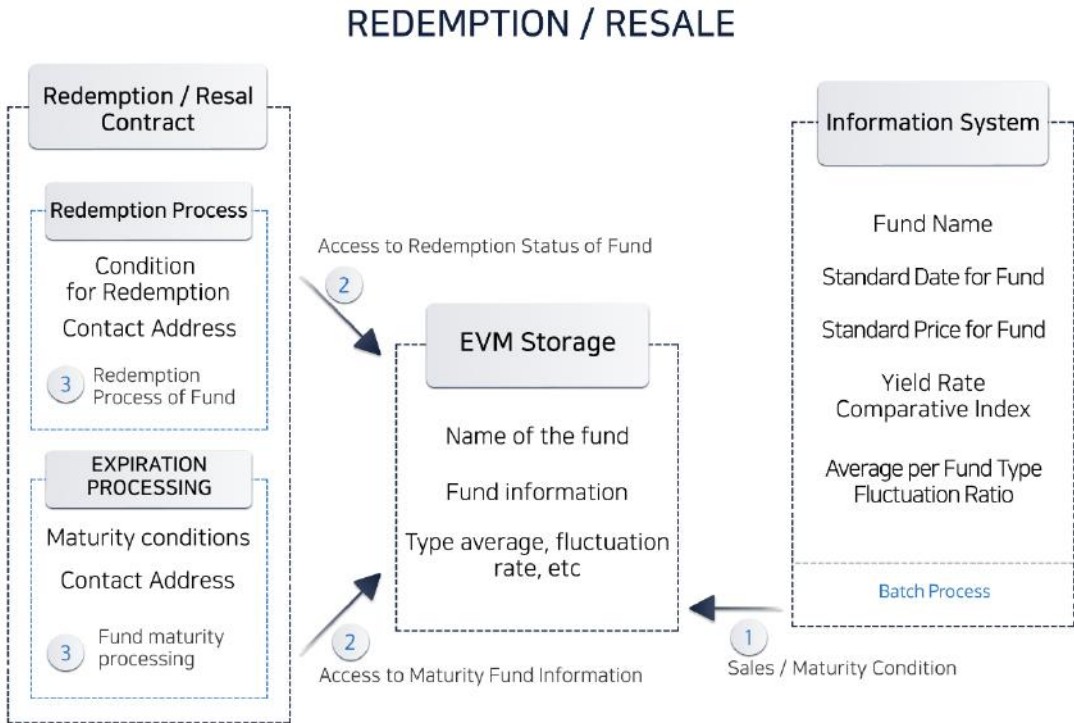 REDEMPTION / RESALE
Redemption / Resal
Contract
Redemption Process
Condition
for Redemption
Contact Address
3
Redemption
Process of Fund
EXPIRATION
PROCESSING
Maturity conditions
Contact Address
3
Fund maturity
processing
Access to Redemption Status of Fund
2
EVM Storage
Name of the fund
Fund information
Type average, fluctuation
rate, etc
2
Access to Maturity Fund Information
Information System
Fund Name
Standard Date for Fund
Standard Price for Fund
Yield Rate
Comparative Index
Average per Fund Type
Fluctuation Ratio
Batch Process
1
Sales / Maturity Condition